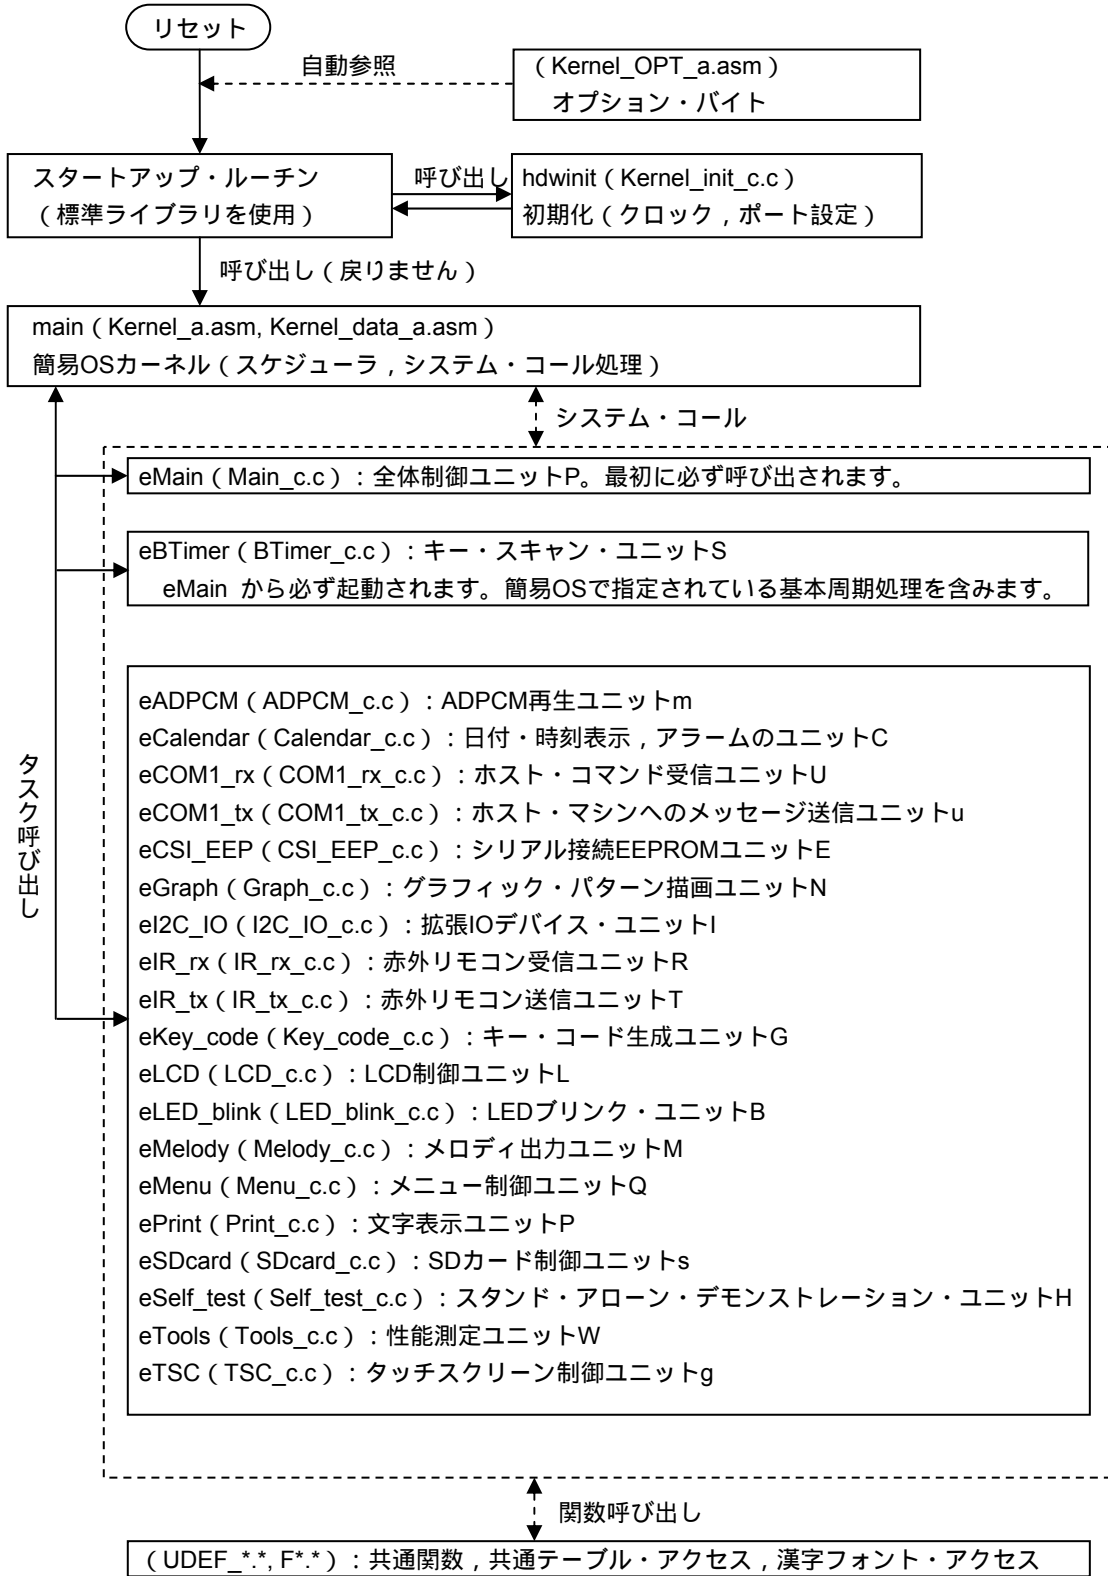 リセット
自動参照
（Kernel_OPT_a.asm）
オプション・バイト
スタートアップ・ルーチン
（標準ライブラリを使用）
呼び出し
hdwinit（Kernel_init_c.c）
初期化（クロック，ポート設定）
呼び出し（戻りません）
main（Kernel_a.asm, Kernel_data_a.asm）
簡易OSカーネル（スケジューラ，システム・コール処理）
システム・コール
eMain（Main_c.c）：全体制御ユニットP。最初に必ず呼び出されます。
eBTimer（BTimer_c.c）：キー・スキャン・ユニットS
eMain から必ず起動されます。簡易OSで指定されている基本周期処理を含みます。
タスク呼び出し
eADPCM（ADPCM_c.c）：ADPCM再生ユニットm
eCalendar（Calendar_c.c）：日付・時刻表示，アラームのユニットC
eCOM1_rx（COM1_rx_c.c）：ホスト・コマンド受信ユニットU
eCOM1_tx（COM1_tx_c.c）：ホスト・マシンへのメッセージ送信ユニットu
eCSI_EEP（CSI_EEP_c.c）：シリアル接続EEPROMユニットE
eGraph（Graph_c.c）：グラフィック・パターン描画ユニットN
eI2C_IO（I2C_IO_c.c）：拡張IOデバイス・ユニットI
eIR_rx（IR_rx_c.c）：赤外リモコン受信ユニットR
eIR_tx（IR_tx_c.c）：赤外リモコン送信ユニットT
eKey_code（Key_code_c.c）：キー・コード生成ユニットG
eLCD（LCD_c.c）：LCD制御ユニットL
eLED_blink（LED_blink_c.c）：LEDブリンク・ユニットB
eMelody（Melody_c.c）：メロディ出力ユニットM
eMenu（Menu_c.c）：メニュー制御ユニットQ
ePrint（Print_c.c）：文字表示ユニットP
eSDcard（SDcard_c.c）：SDカード制御ユニットs
eSelf_test（Self_test_c.c）：スタンド・アローン・デモンストレーション・ユニットH
eTools（Tools_c.c）：性能測定ユニットW
eTSC（TSC_c.c）：タッチスクリーン制御ユニットg
関数呼び出し
（UDEF_*.*, F*.*）：共通関数，共通テーブル・アクセス，漢字フォント・アクセス